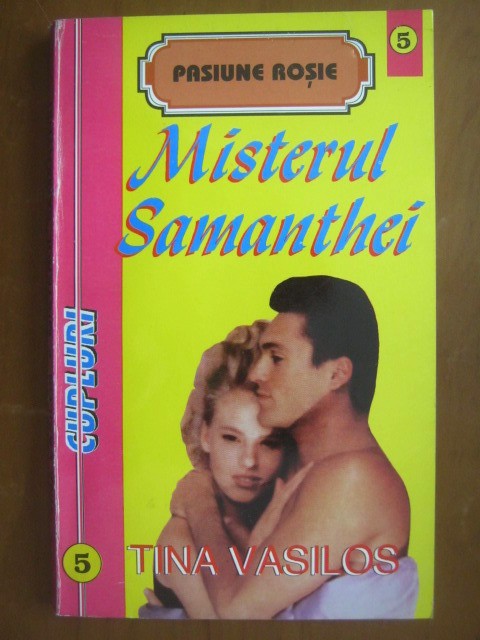 PASIUNE ROȘIE
5
Misterul
Samanthei
CUPLURI
5
TINA VASILOS